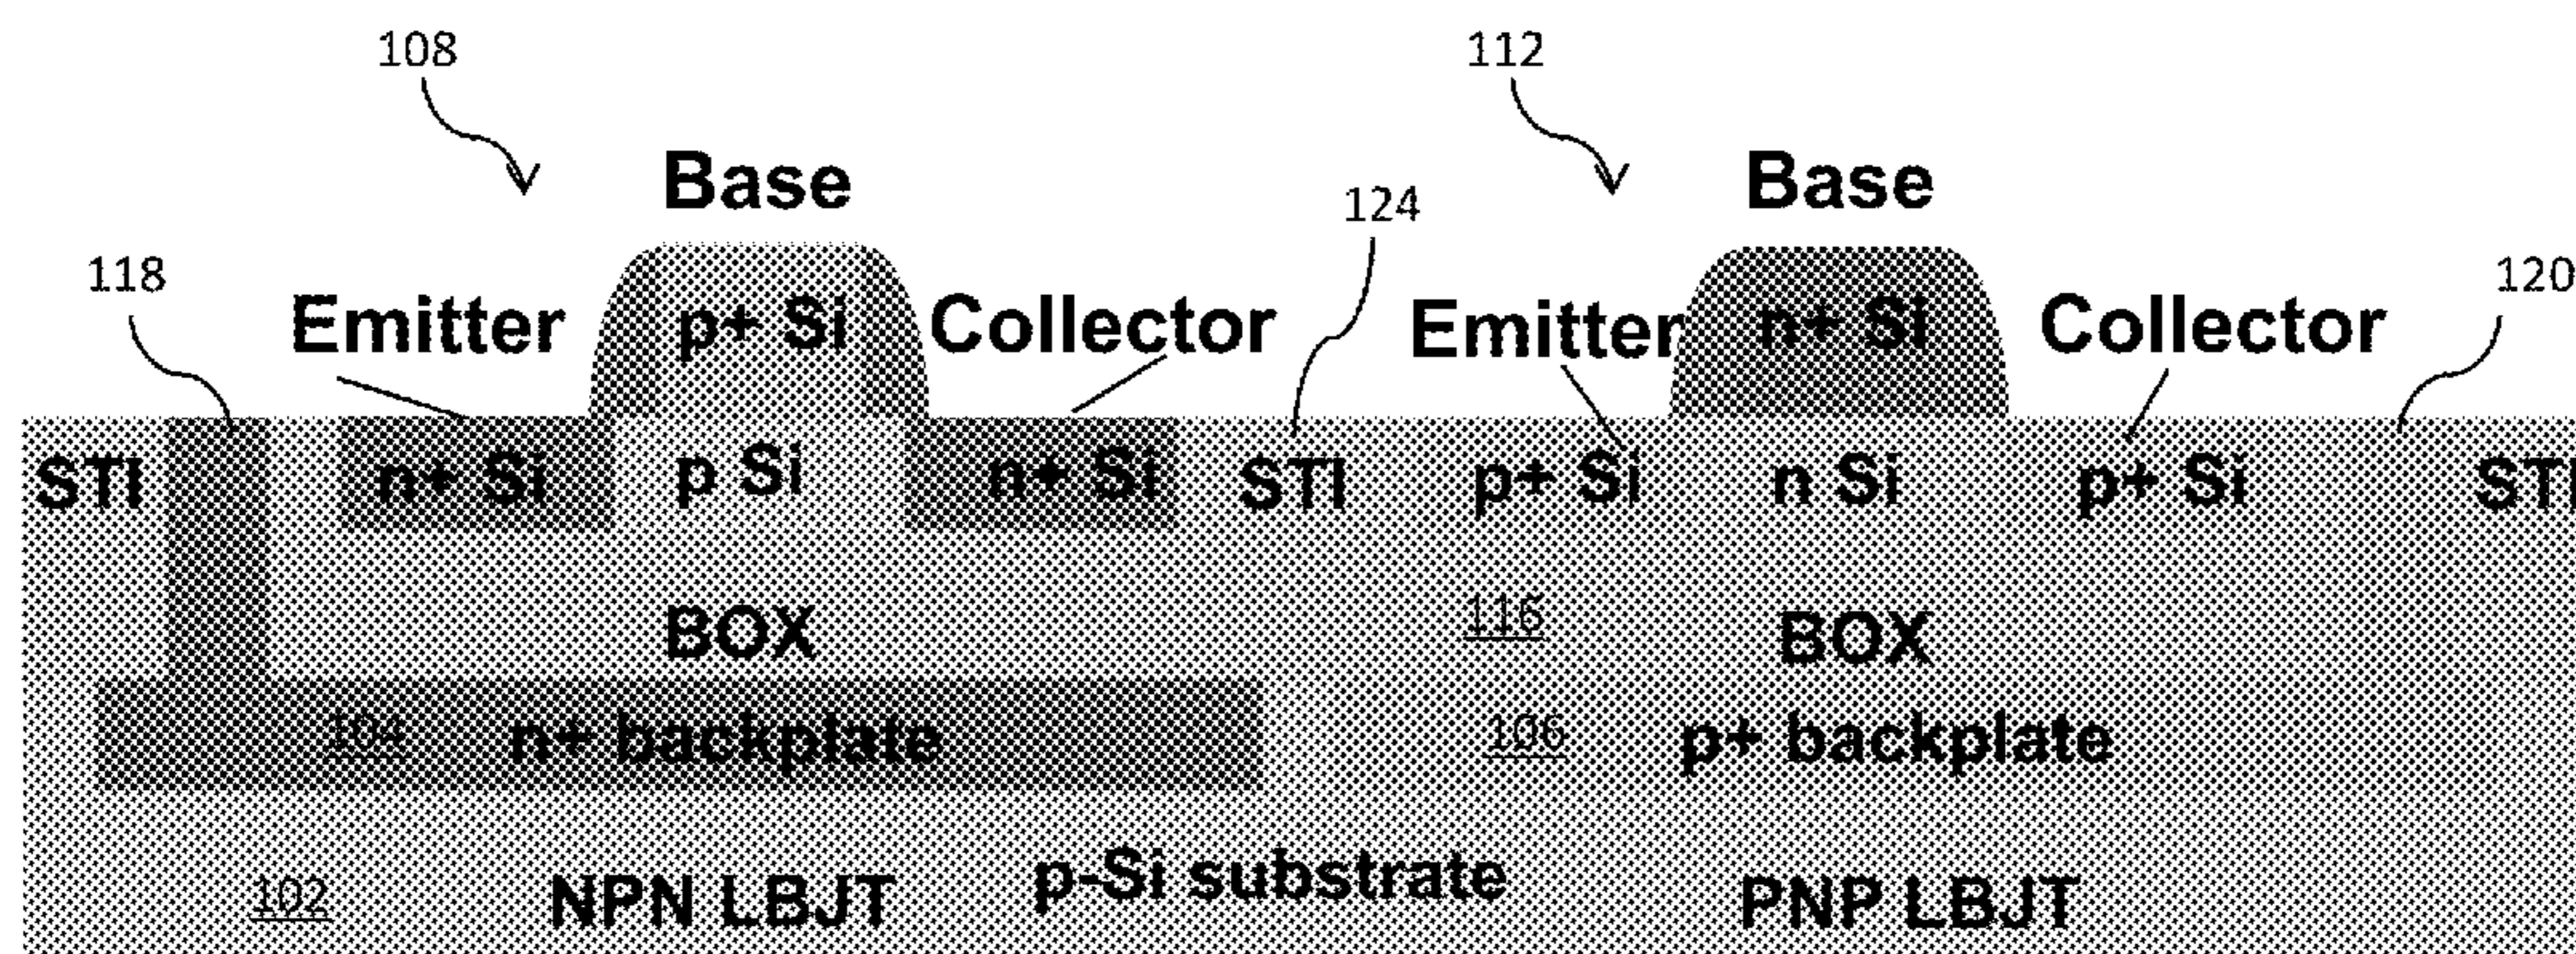 108 112
Base Base
124
118 120
Emitter p+ Si Collector Emitter n+ Si Collector
STI n+ Si p Si n+ Si STI p+ Si n Si p+ Si STI
BOX 116 BOX
104 n+ backplate 106 p+ backplate
102 NPN LBJT p-Si substrate PNP LBJT